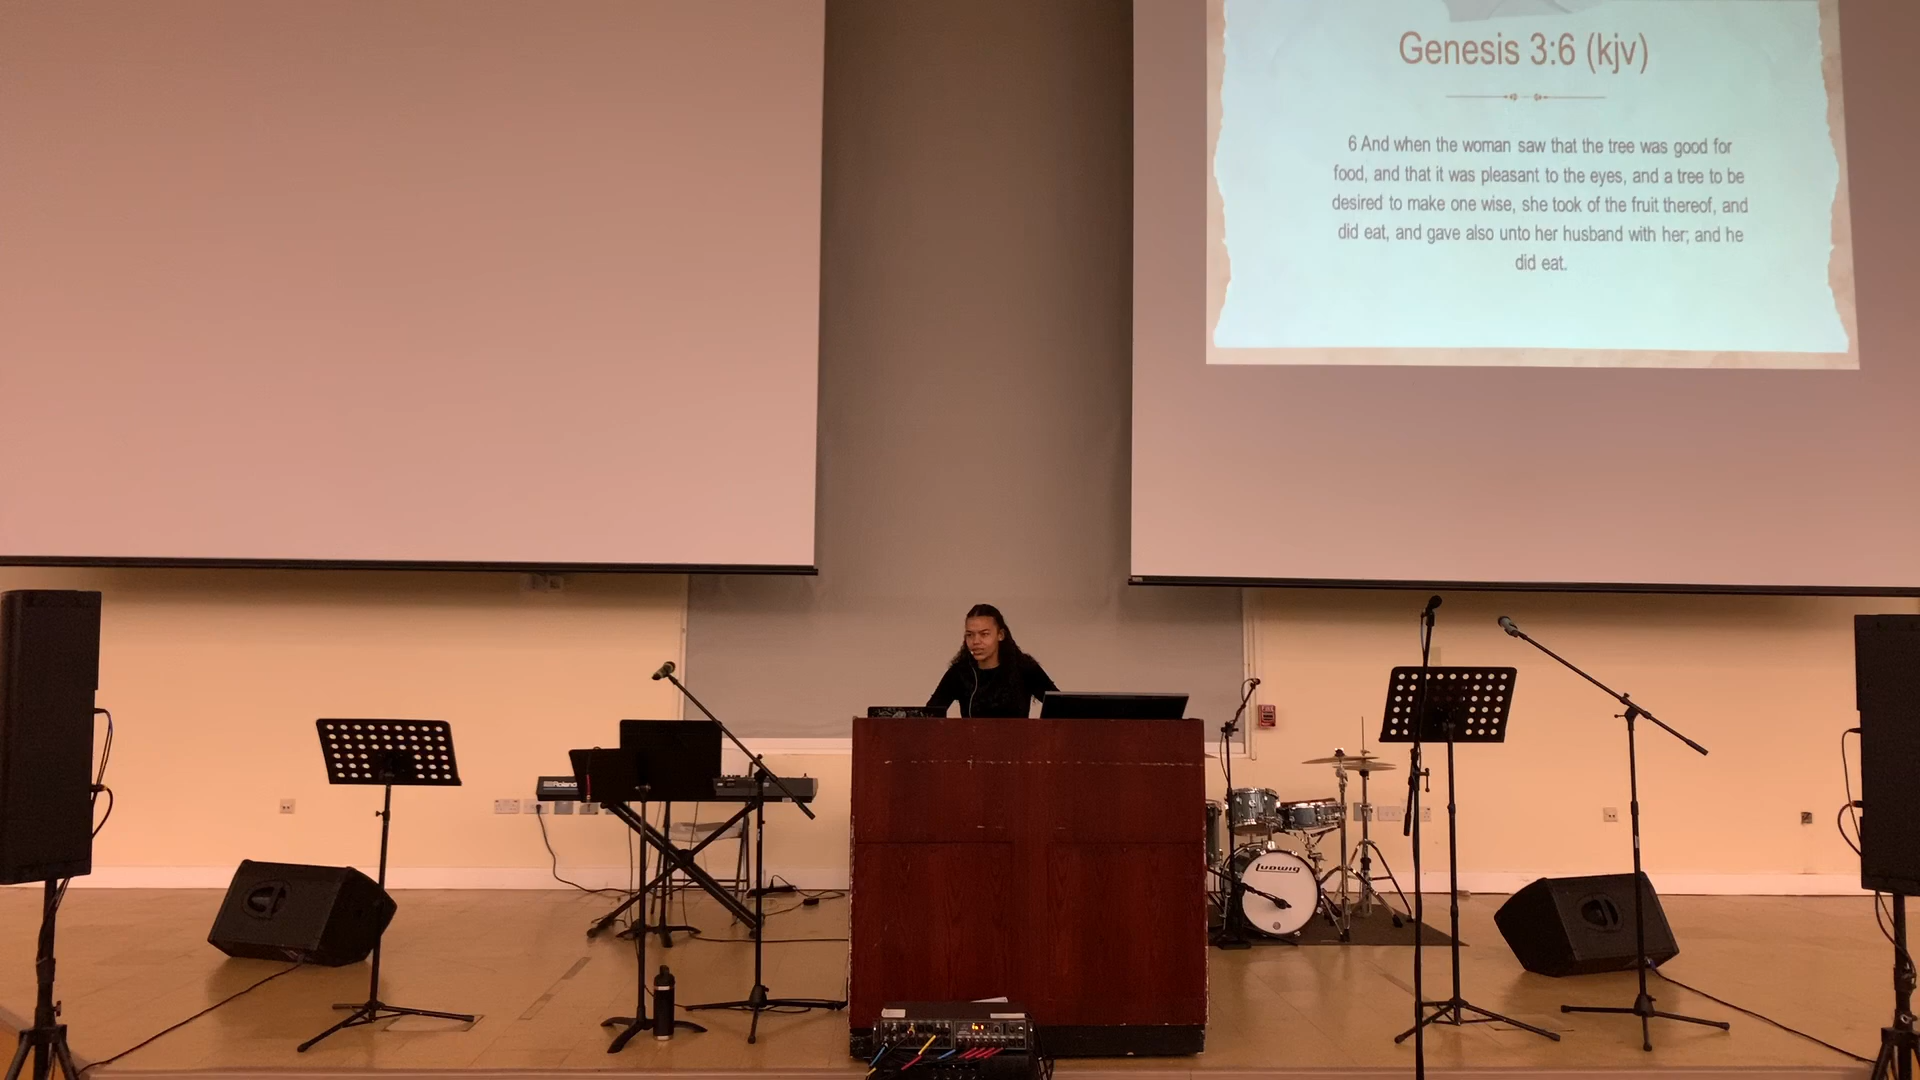 Genesis 3:6 (kjv)
6 And when the woman saw that the tree was good for
food, and that it was pleasant to the eyes, and a tree to be
desired to make one wise, she took of the fruit thereof, and
did eat, and gave also unto her husband with her; and he
did eat.
Roland
Ludwig
FIRE